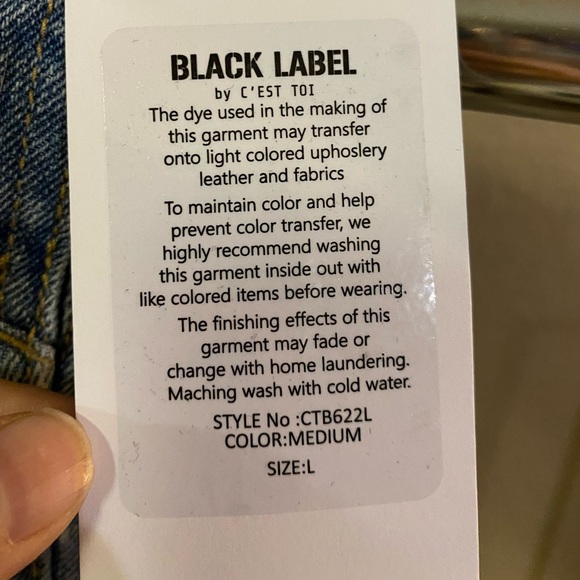 BLACK LABEL
by C'EST TOI
The dye used in the making of
this garment may transfer
onto light colored uphoslery
leather and fabrics
To maintain color and help
prevent color transfer, we
highly recommend washing
this garment inside out with
like colored items before wearing.
The finishing effects of this
garment may fade or
change with home laundering.
Maching wash with cold water.
STYLE No :CTB622L
COLOR:MEDIUM
SIZE:L